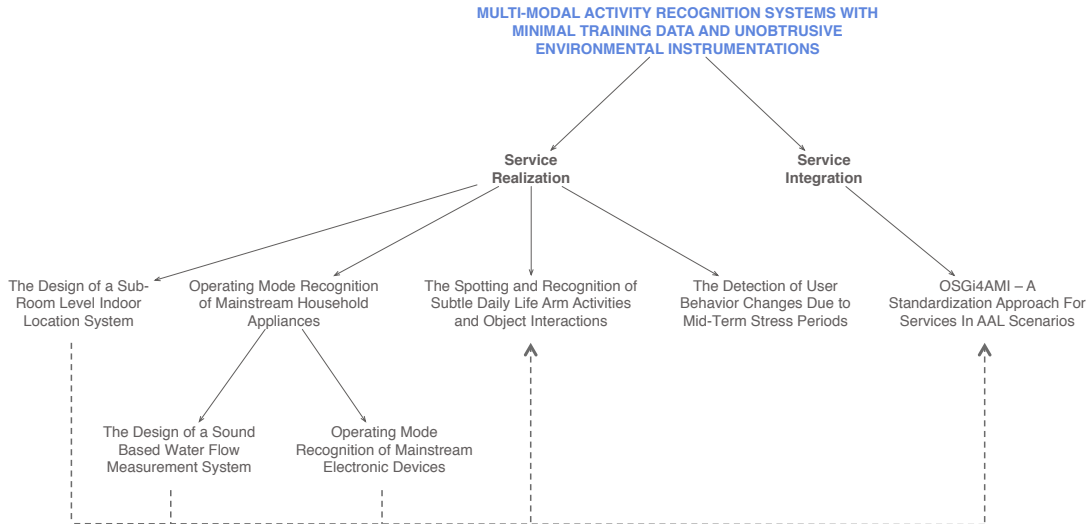 MULTI-MODAL ACTIVITY RECOGNITION SYSTEMS WITH
MINIMAL TRAINING DATA AND UNOBTRUSIVE
ENVIRONMENTAL INSTRUMENTATIONS
Service
Realization
Service
Integration
The Design of a Sub-
Room Level Indoor
Location System
Operating Mode Recognition
of Mainstream Household
Appliances
The Spotting and Recognition of
Subtle Daily Life Arm Activities
and Object Interactions
The Detection of User
Behavior Changes Due to
Mid-Term Stress Periods
OSGi4AMI – A
Standardization Approach For
Services In AAL Scenarios
The Design of a Sound
Based Water Flow
Measurement System
Operating Mode
Recognition of Mainstream
Electronic Devices